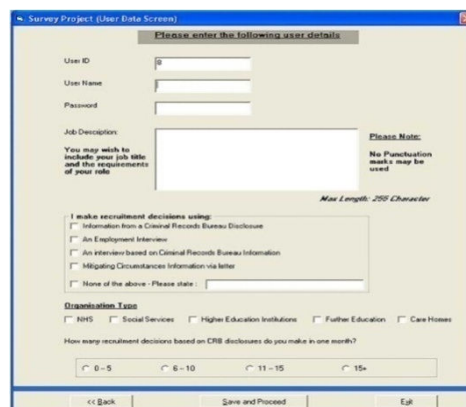 Survey Project (User Data Screen)
Please enter the following user details
User ID
8
User Name
Password
Job Description:
You may wish to
include your job title
and the requirements
of your role
Please Note:
No Punctuation
marks may be
used
Max Length: 255 Character
I make recruitment decisions using:
Information from a Criminal Records Bureau Disclosure
An Employment Interview
An interview based on Criminal Records Bureau Information
Mitigating Circumstances Information via letter
None of the above - Please state :
Organisation Type
NHS Social Services Higher Education Institutions Further Education Care Homes
How many recruitment decisions based on CRB disclosures do you make in one month?
0 - 5 6 - 10 11 - 15 15+
<< Back Save and Proceed Exit